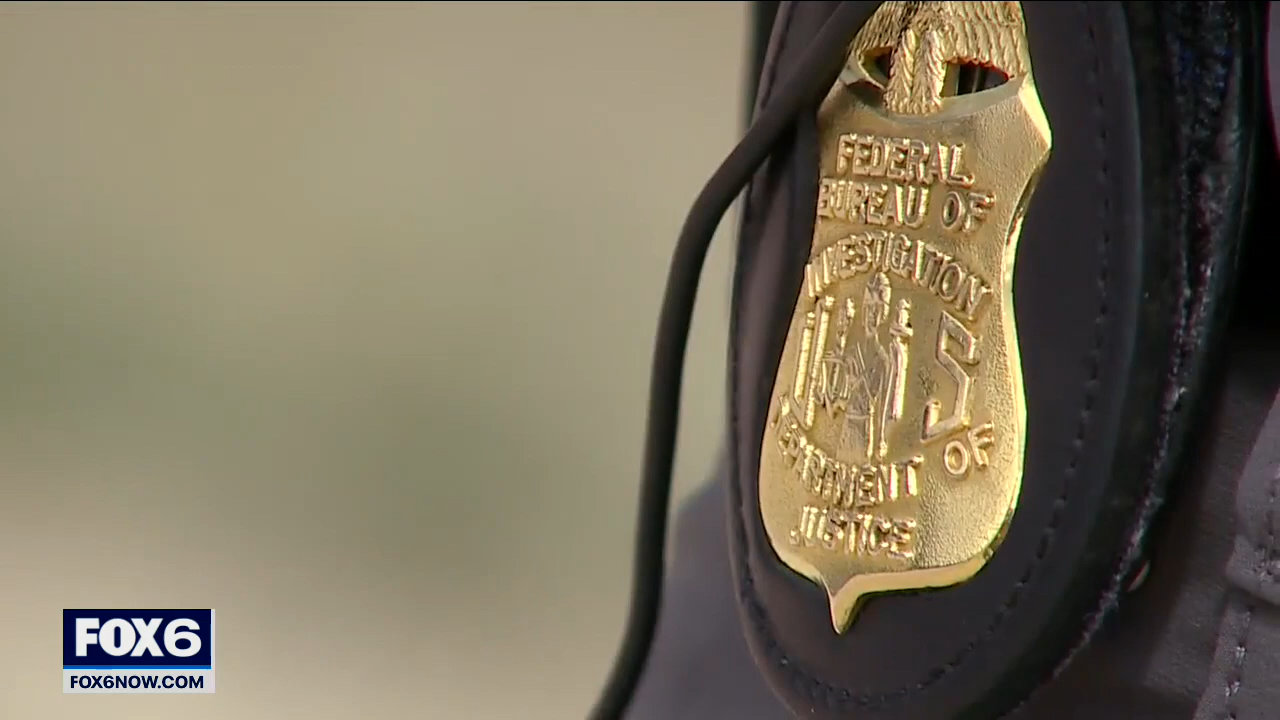 FEDERAL
BUREAU OF
INVESTIGATION
U S
DEPARTMENT OF
JUSTICE
FOX6
FOX6NOW.COM